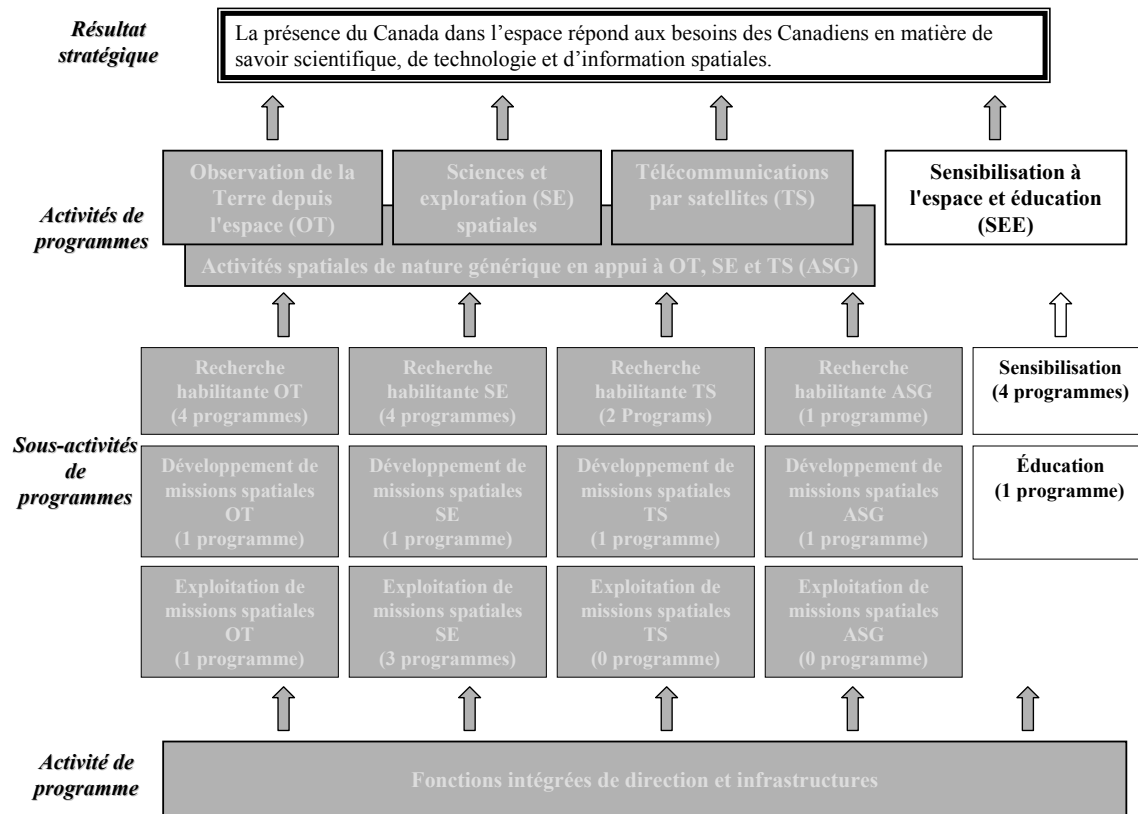 Résultat
stratégique
La présence du Canada dans l'espace répond aux besoins des Canadiens en matière de
savoir scientifique, de technologie et d'information spatiales.
Activités de
programmes
Observation de la
Terre depuis
l'espace (OT)
Sciences et
exploration (SE)
spatiales
Télécommunications
par satellites (TS)
Sensibilisation à
l'espace et éducation
(SEE)
Activités spatiales de nature générique en appui à OT, SE et TS (ASG)
Sous-activités
de
programmes
Recherche
habilitante OT
(4 programmes)
Recherche
habilitante SE
(4 programmes)
Recherche
habilitante TS
(2 Programs)
Recherche
habilitante ASG
(1 programme)
Sensibilisation
(4 programmes)
Développement de
missions spatiales
OT
(1 programme)
Développement de
missions spatiales
SE
(1 programme)
Développement de
missions spatiales
TS
(1 programme)
Développement de
missions spatiales
ASG
(1 programme)
Éducation
(1 programme)
Exploitation de
missions spatiales
OT
(1 programme)
Exploitation de
missions spatiales
SE
(3 programmes)
Exploitation de
missions spatiales
TS
(0 programme)
Exploitation de
missions spatiales
ASG
(0 programme)
Activité de
programme
Fonctions intégrées de direction et infrastructures